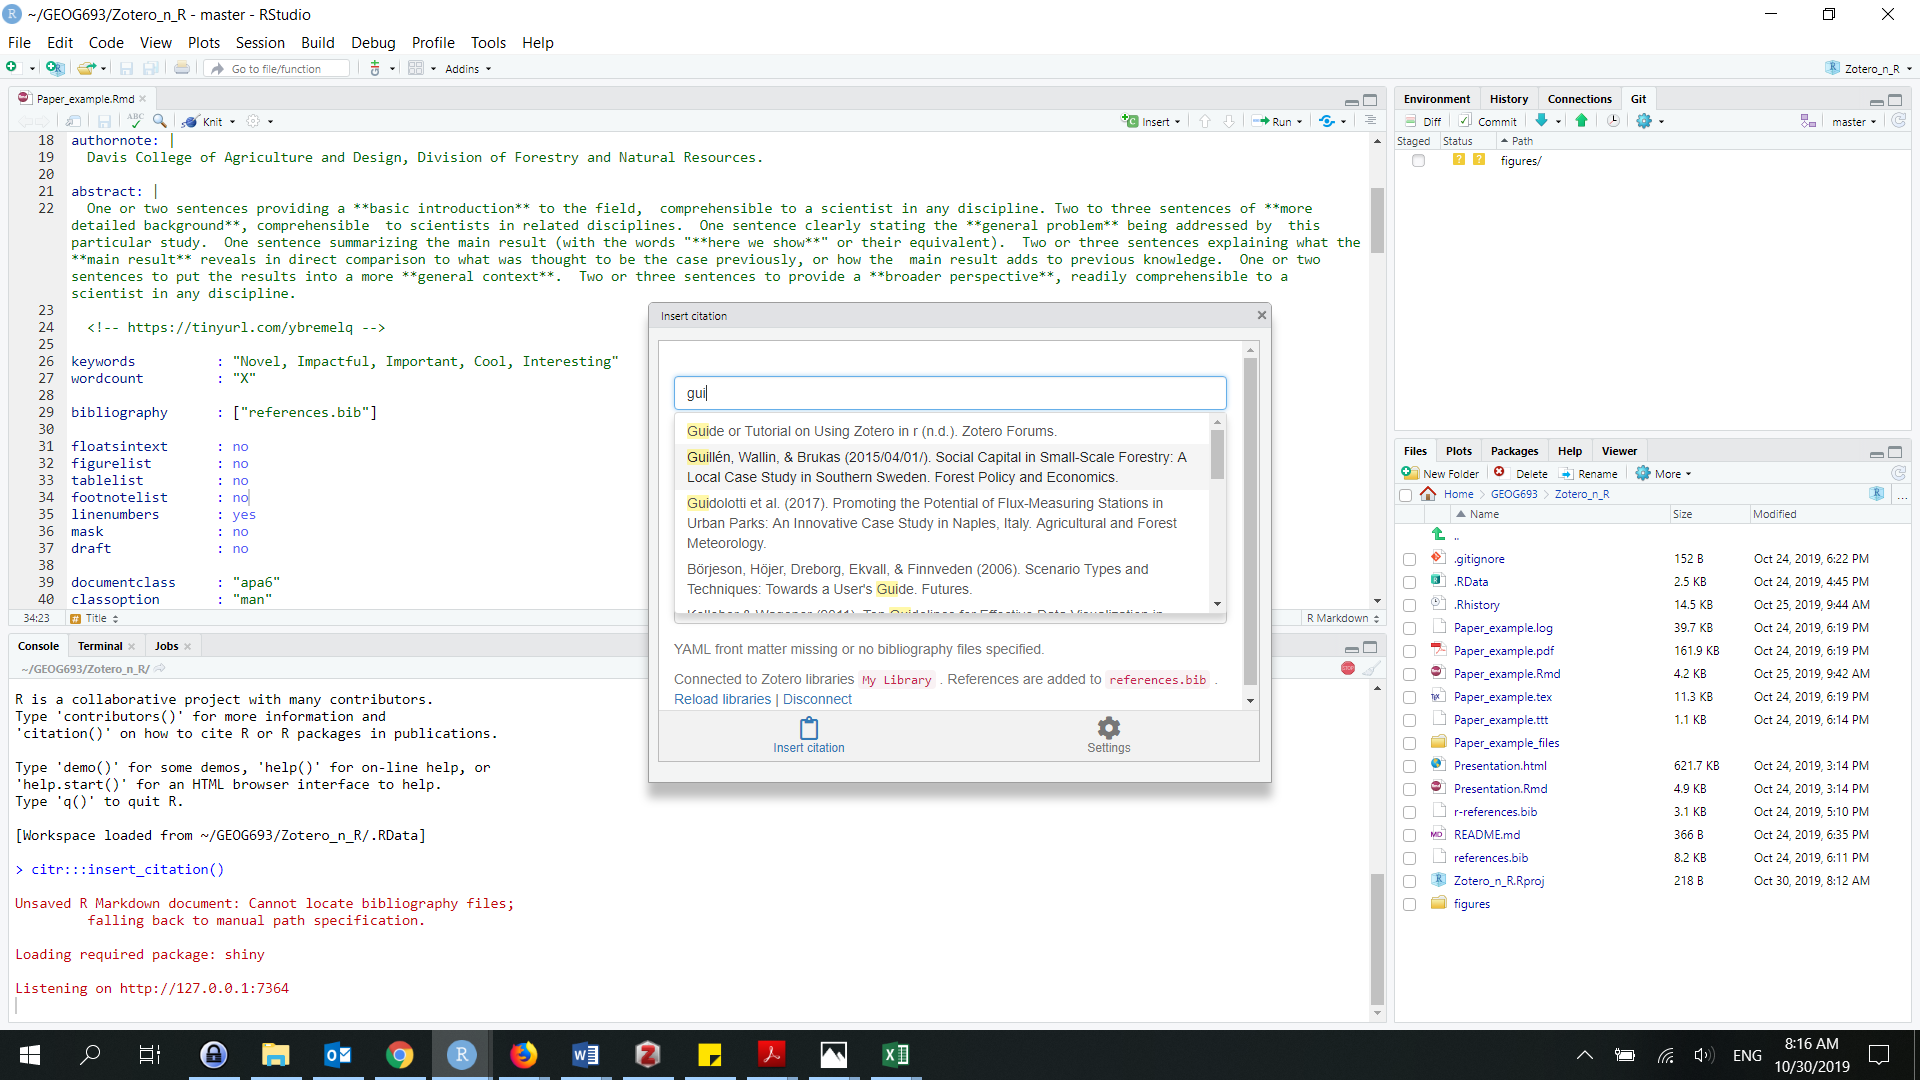 ~/GEOG693/Zotero_n_R - master - RStudio
File Edit Code View Plots Session Build Debug Profile Tools Help
Go to file/function Addins Zotero_n_R
Paper_example.Rmd
ABC Knit Insert Run
18 authornote: |
19 Davis College of Agriculture and Design, Division of Forestry and Natural Resources.
20
21 abstract: |
22 One or two sentences providing a **basic introduction** to the field,  comprehensible to a scientist in any discipline. Two to three sentences of **more
detailed background**, comprehensible  to scientists in related disciplines.  One sentence clearly stating the **general problem** being addressed by  this
particular study.  One sentence summarizing the main result (with the words "**here we show**" or their equivalent).  Two or three sentences explaining what the
**main result** reveals in direct comparison to what was thought to be the case previously, or how the  main result adds to previous knowledge.  One or two
sentences to put the results into a more **general context**.  Two or three sentences to provide a **broader perspective**, readily comprehensible to a
scientist in any discipline.
23
24 <!-- https://tinyurl.com/ybremelq -->
25
26 keywords : "Novel, Impactful, Important, Cool, Interesting"
27 wordcount : "X"
28
29 bibliography : ["references.bib"]
30
31 floatsintext : no
32 figurelist : no
33 tablelist : no
34 footnotelist : no
35 linenumbers : yes
36 mask : no
37 draft : no
38
39 documentclass : "apa6"
40 classoption : "man"
34:23 # Title R Markdown
Insert citation
gui
Guide or Tutorial on Using Zotero in r (n.d.). Zotero Forums.
Guillén, Wallin, & Brukas (2015/04/01/). Social Capital in Small-Scale Forestry: A
Local Case Study in Southern Sweden. Forest Policy and Economics.
Guidolotti et al. (2017). Promoting the Potential of Flux-Measuring Stations in
Urban Parks: An Innovative Case Study in Naples, Italy. Agricultural and Forest
Meteorology.
Börjeson, Höjer, Dreborg, Ekvall, & Finnveden (2006). Scenario Types and
Techniques: Towards a User's Guide. Futures.
YAML front matter missing or no bibliography files specified.
Connected to Zotero libraries My Library . References are added to references.bib .
Reload libraries | Disconnect
Insert citation Settings
Console Terminal Jobs
~/GEOG693/Zotero_n_R/
R is a collaborative project with many contributors.
Type 'contributors()' for more information and
'citation()' on how to cite R or R packages in publications.
Type 'demo()' for some demos, 'help()' for on-line help, or
'help.start()' for an HTML browser interface to help.
Type 'q()' to quit R.
[Workspace loaded from ~/GEOG693/Zotero_n_R/.RData]
> citr:::insert_citation()
Unsaved R Markdown document: Cannot locate bibliography files;
falling back to manual path specification.
Loading required package: shiny
Listening on http://127.0.0.1:7364
Environment History Connections Git
Diff Commit master
Staged Status Path
? ? figures/
Files Plots Packages Help Viewer
New Folder Delete Rename More
Home GEOG693 Zotero_n_R ...
Name Size Modified
..
.gitignore 152 B Oct 24, 2019, 6:22 PM
.RData 2.5 KB Oct 24, 2019, 4:45 PM
.Rhistory 14.5 KB Oct 25, 2019, 9:44 AM
Paper_example.log 39.7 KB Oct 24, 2019, 6:19 PM
Paper_example.pdf 161.9 KB Oct 24, 2019, 6:19 PM
Paper_example.Rmd 4.2 KB Oct 25, 2019, 9:42 AM
Paper_example.tex 11.3 KB Oct 24, 2019, 6:19 PM
Paper_example.ttt 1.1 KB Oct 24, 2019, 6:14 PM
Paper_example_files
Presentation.html 621.7 KB Oct 24, 2019, 3:14 PM
Presentation.Rmd 4.9 KB Oct 24, 2019, 3:14 PM
r-references.bib 3.1 KB Oct 24, 2019, 5:10 PM
README.md 366 B Oct 24, 2019, 6:35 PM
references.bib 8.2 KB Oct 24, 2019, 6:11 PM
Zotero_n_R.Rproj 218 B Oct 30, 2019, 8:12 AM
figures
ENG 8:16 AM
10/30/2019